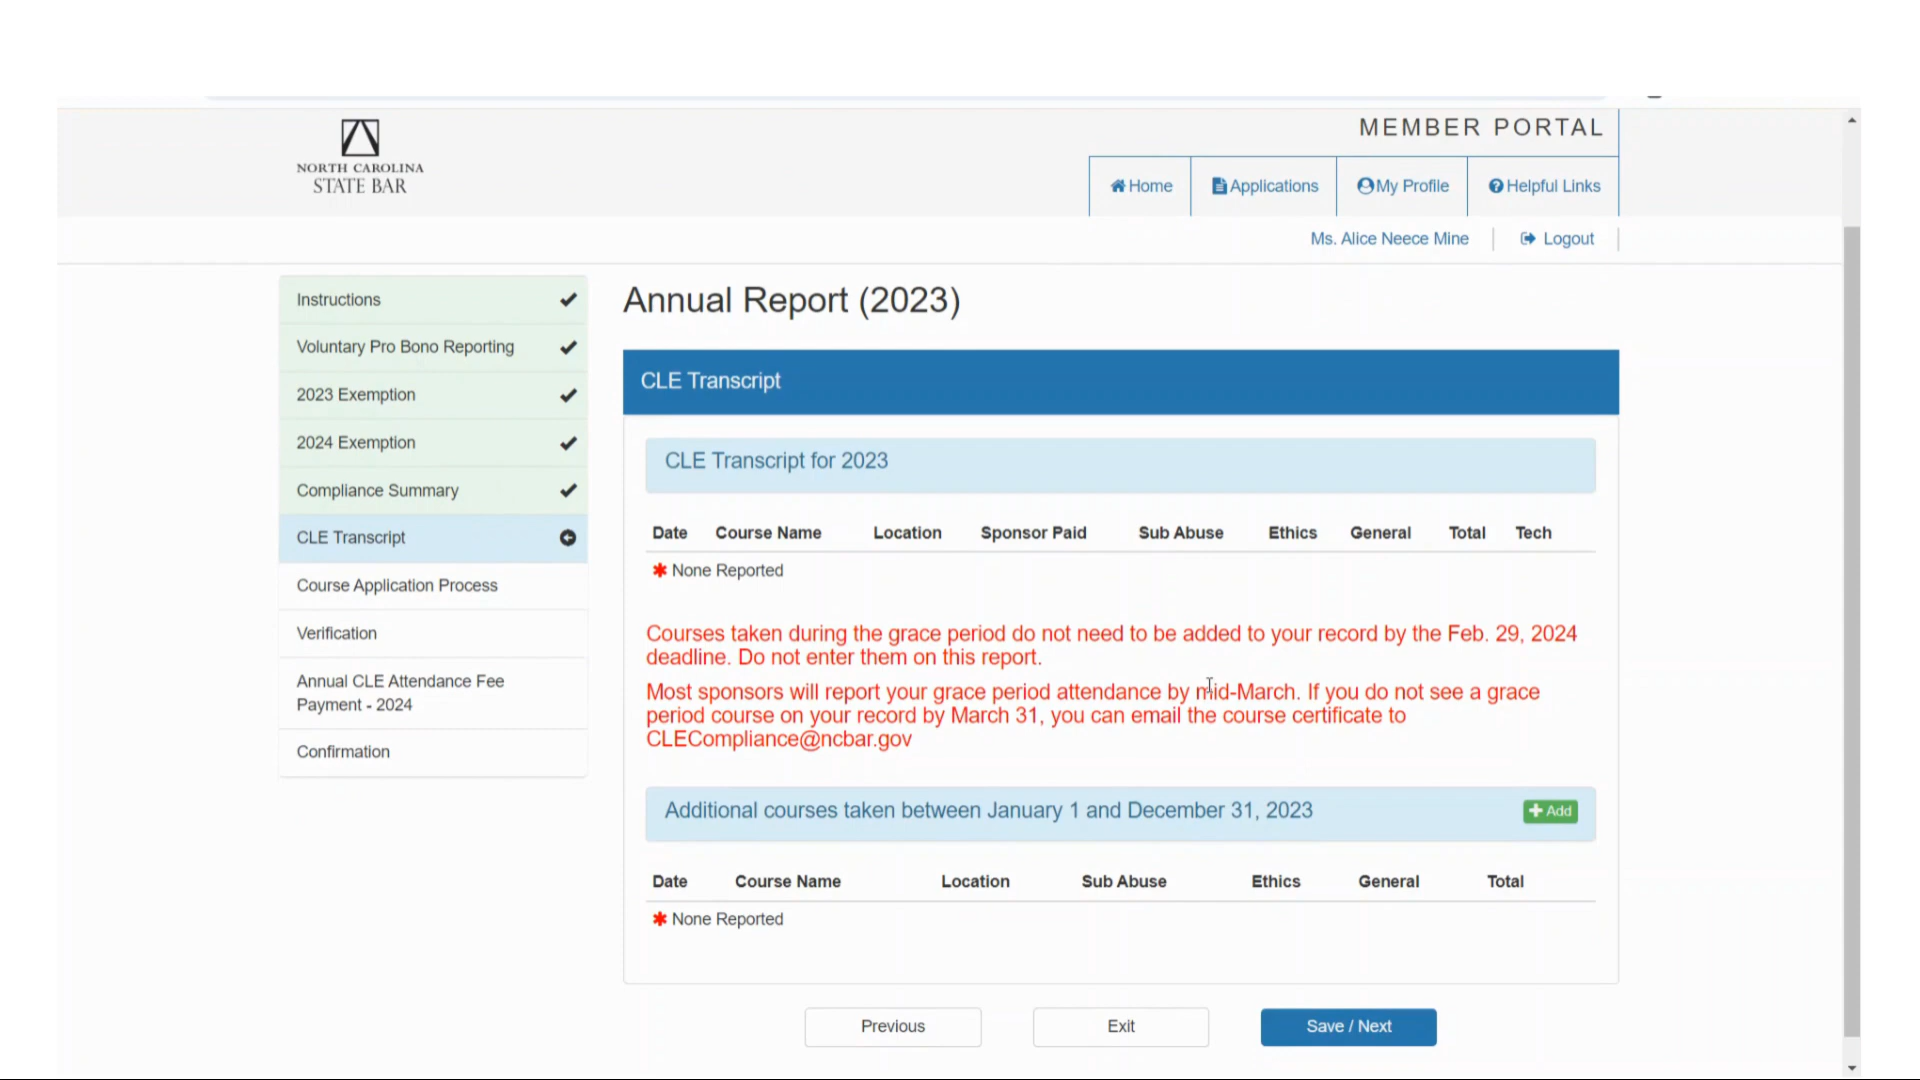 NORTH CAROLINA
STATE BAR
MEMBER PORTAL
Home
Applications
My Profile
Helpful Links
Ms. Alice Neece Mine
Logout
Instructions
Voluntary Pro Bono Reporting
2023 Exemption
2024 Exemption
Compliance Summary
CLE Transcript
Course Application Process
Verification
Annual CLE Attendance Fee
Payment - 2024
Confirmation
Annual Report (2023)
CLE Transcript
CLE Transcript for 2023
Date Course Name Location Sponsor Paid Sub Abuse Ethics General Total Tech
* None Reported
Courses taken during the grace period do not need to be added to your record by the Feb. 29, 2024
deadline. Do not enter them on this report.
Most sponsors will report your grace period attendance by mid-March. If you do not see a grace
period course on your record by March 31, you can email the course certificate to
CLECompliance@ncbar.gov
Additional courses taken between January 1 and December 31, 2023
+ Add
Date Course Name Location Sub Abuse Ethics General Total
* None Reported
Previous
Exit
Save / Next